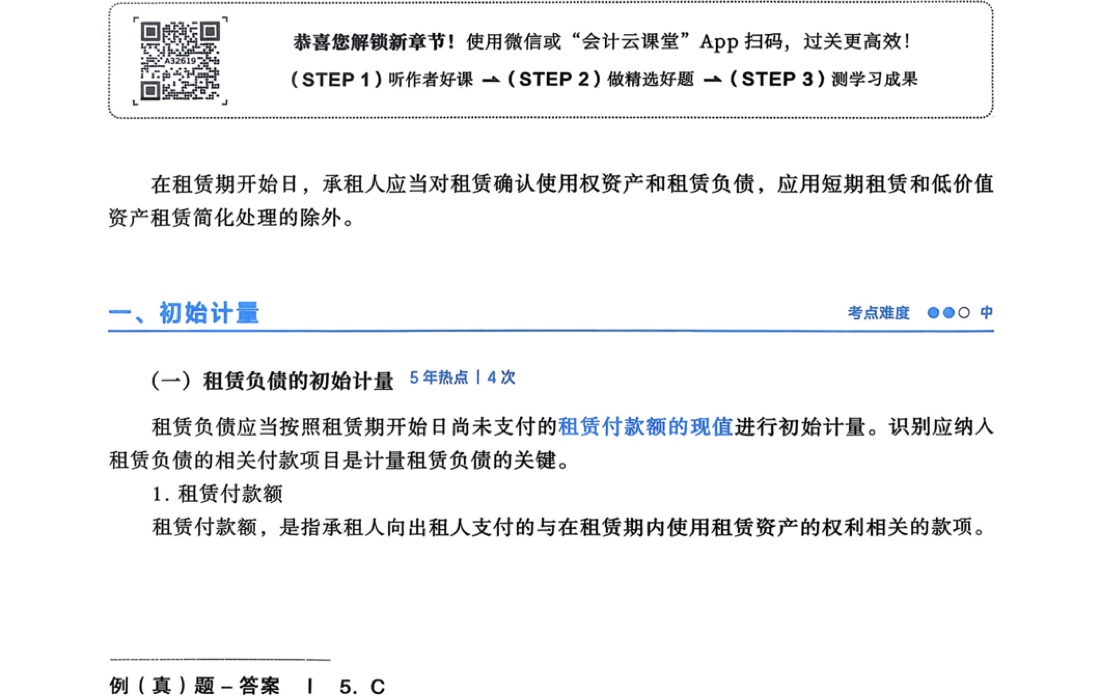 A32619
恭喜您解锁新章节！使用微信或“会计云课堂”App 扫码，过关更高效！
（STEP 1）听作者好课 ⇀（STEP 2）做精选好题 ⇀（STEP 3）测学习成果
在租赁期开始日，承租人应当对租赁确认使用权资产和租赁负债，应用短期租赁和低价值
资产租赁简化处理的除外。
一、初始计量
考点难度 ●●○ 中
（一）租赁负债的初始计量 5 年热点 | 4 次
租赁负债应当按照租赁期开始日尚未支付的租赁付款额的现值进行初始计量。识别应纳入
租赁负债的相关付款项目是计量租赁负债的关键。
1. 租赁付款额
租赁付款额，是指承租人向出租人支付的与在租赁期内使用租赁资产的权利相关的款项。
例（真）题 – 答案 | 5. C